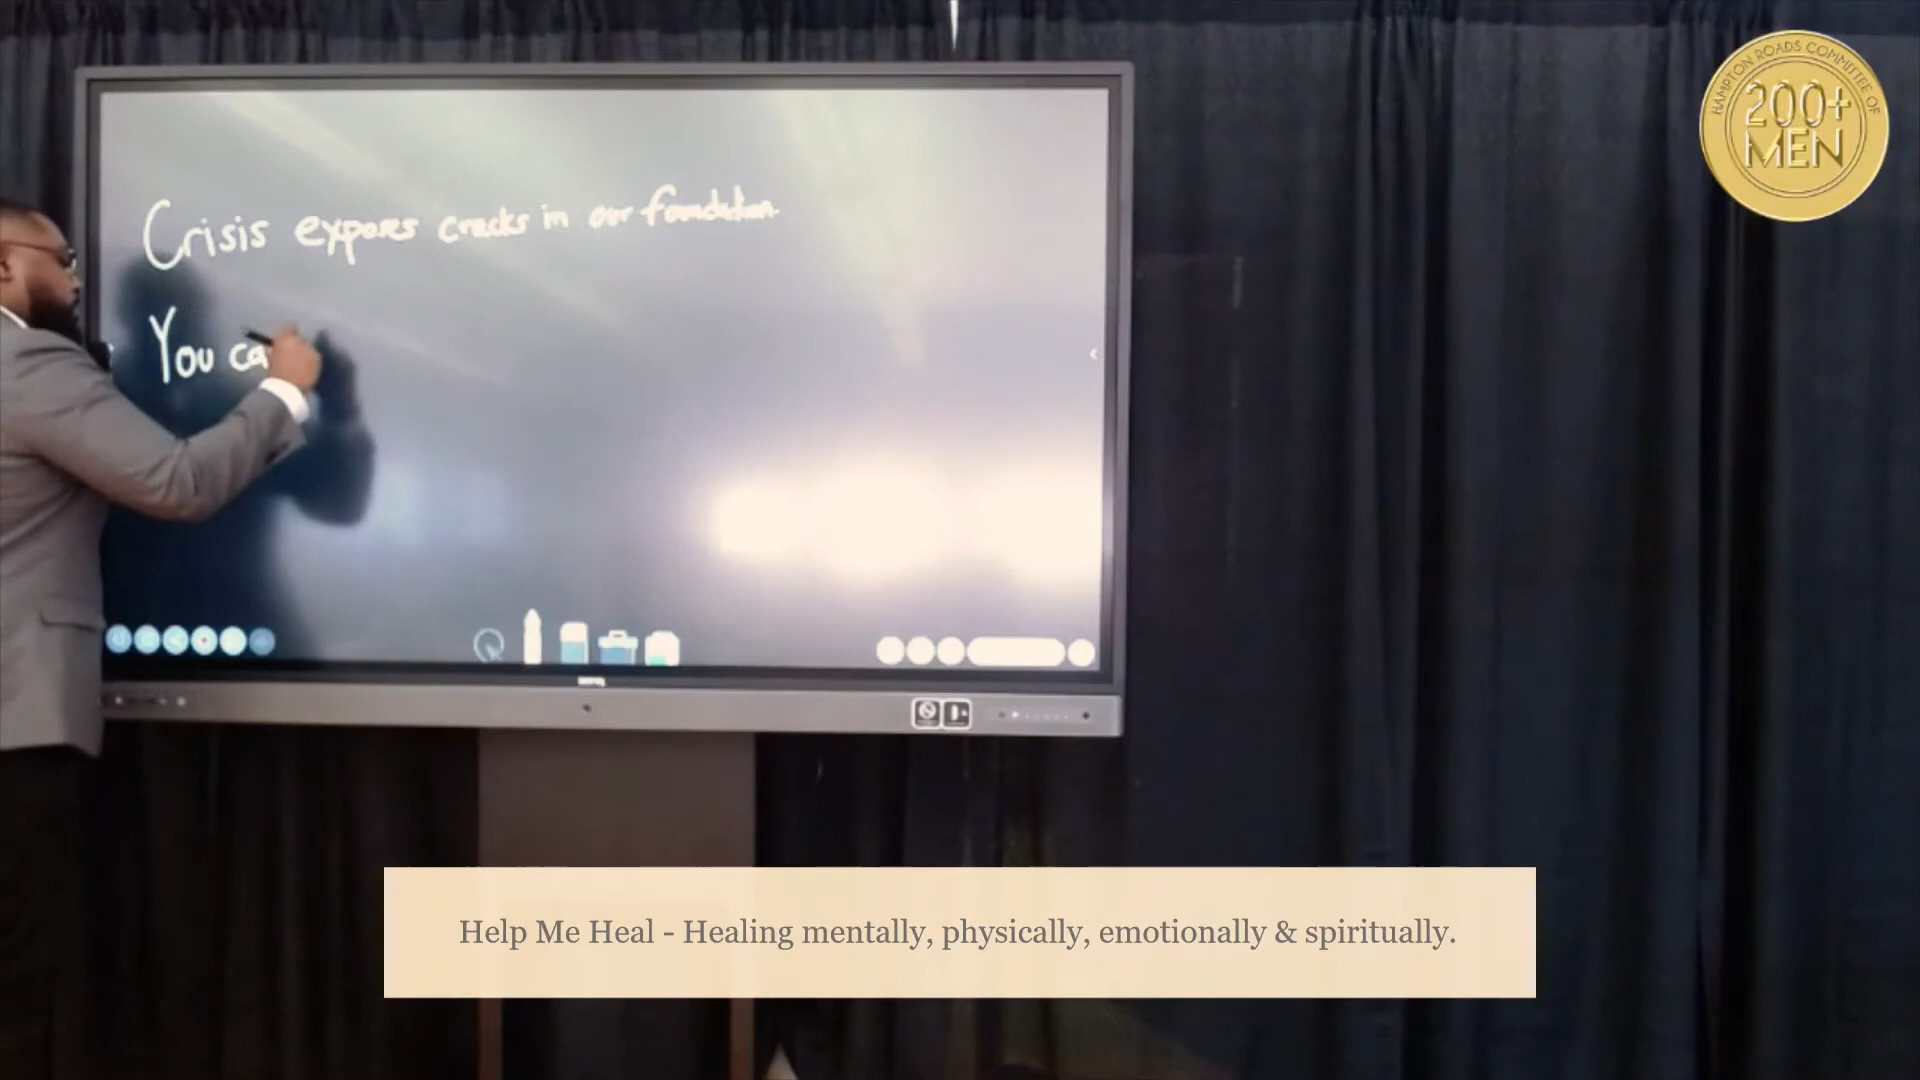 HAMPTON ROADS COMMITTEE OF
200+
MEN
Crisis exposes cracks in our foundation.
You ca
BenQ
Help Me Heal - Healing mentally, physically, emotionally & spiritually.